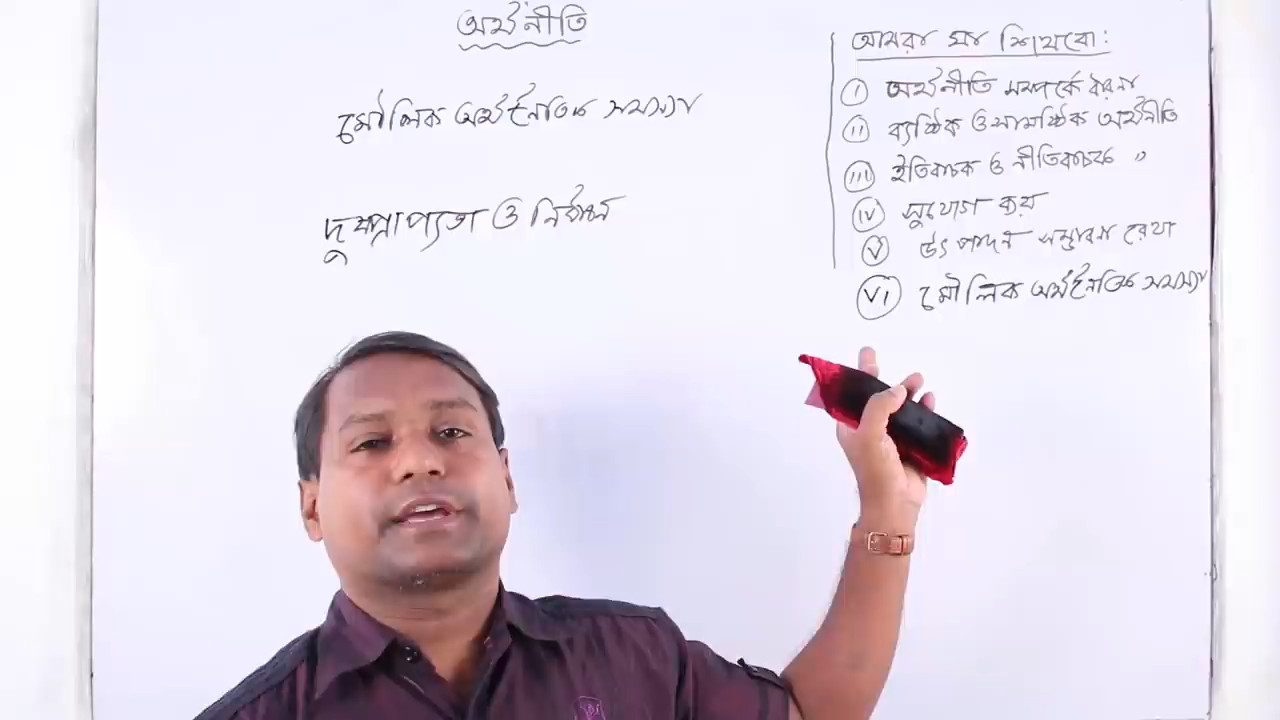 অর্থনীতি
মৌলিক অর্থনৈতিক সমস্যা
দুষ্প্রাপ্যতা ও নির্বাচন
আমরা যা শিখবো:
(i) অর্থনীতি সম্পর্কে ধারণা
(ii) ব্যষ্টিক ও সামষ্টিক অর্থনীতি
(iii) ইতিবাচক ও নীতিবাচক "
(iv) সুযোগ ব্যয়
(v) উৎপাদন সম্ভাবনা রেখা
(vi) মৌলিক অর্থনৈতিক সমস্যা